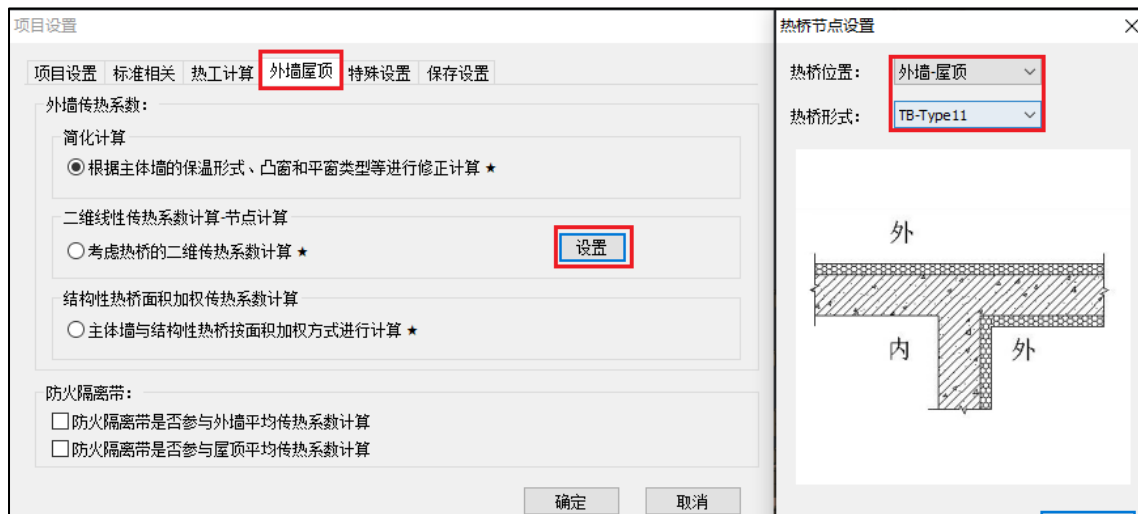 项目设置
项目设置 标准相关 热工计算 外墙屋顶 特殊设置 保存设置
外墙传热系数：
简化计算
根据主体墙的保温形式、凸窗和平窗类型等进行修正计算 ★
二维线性传热系数计算-节点计算
考虑热桥的二维传热系数计算 ★
设置
结构性热桥面积加权传热系数计算
主体墙与结构性热桥按面积加权方式进行计算 ★
防火隔离带：
防火隔离带是否参与外墙平均传热系数计算
防火隔离带是否参与屋顶平均传热系数计算
确定 取消
热桥节点设置
热桥位置： 外墙-屋顶
热桥形式： TB-Type11
外
内 外